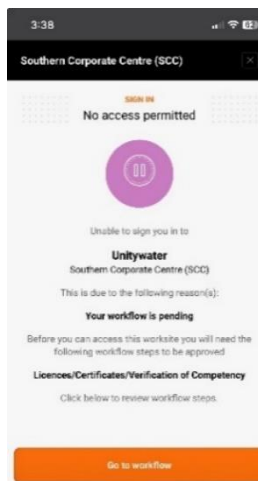 3:38
Southern Corporate Centre (SCC)
SIGN IN
No access permitted
Unable to sign you in to
Unitywater
Southern Corporate Centre (SCC)
This is due to the following reason(s):
Your workflow is pending
Before you can access this worksite you will need the
following workflow steps to be approved
Licences/Certificates/Verification of Competency
Click below to review workflow steps.
Go to workflow